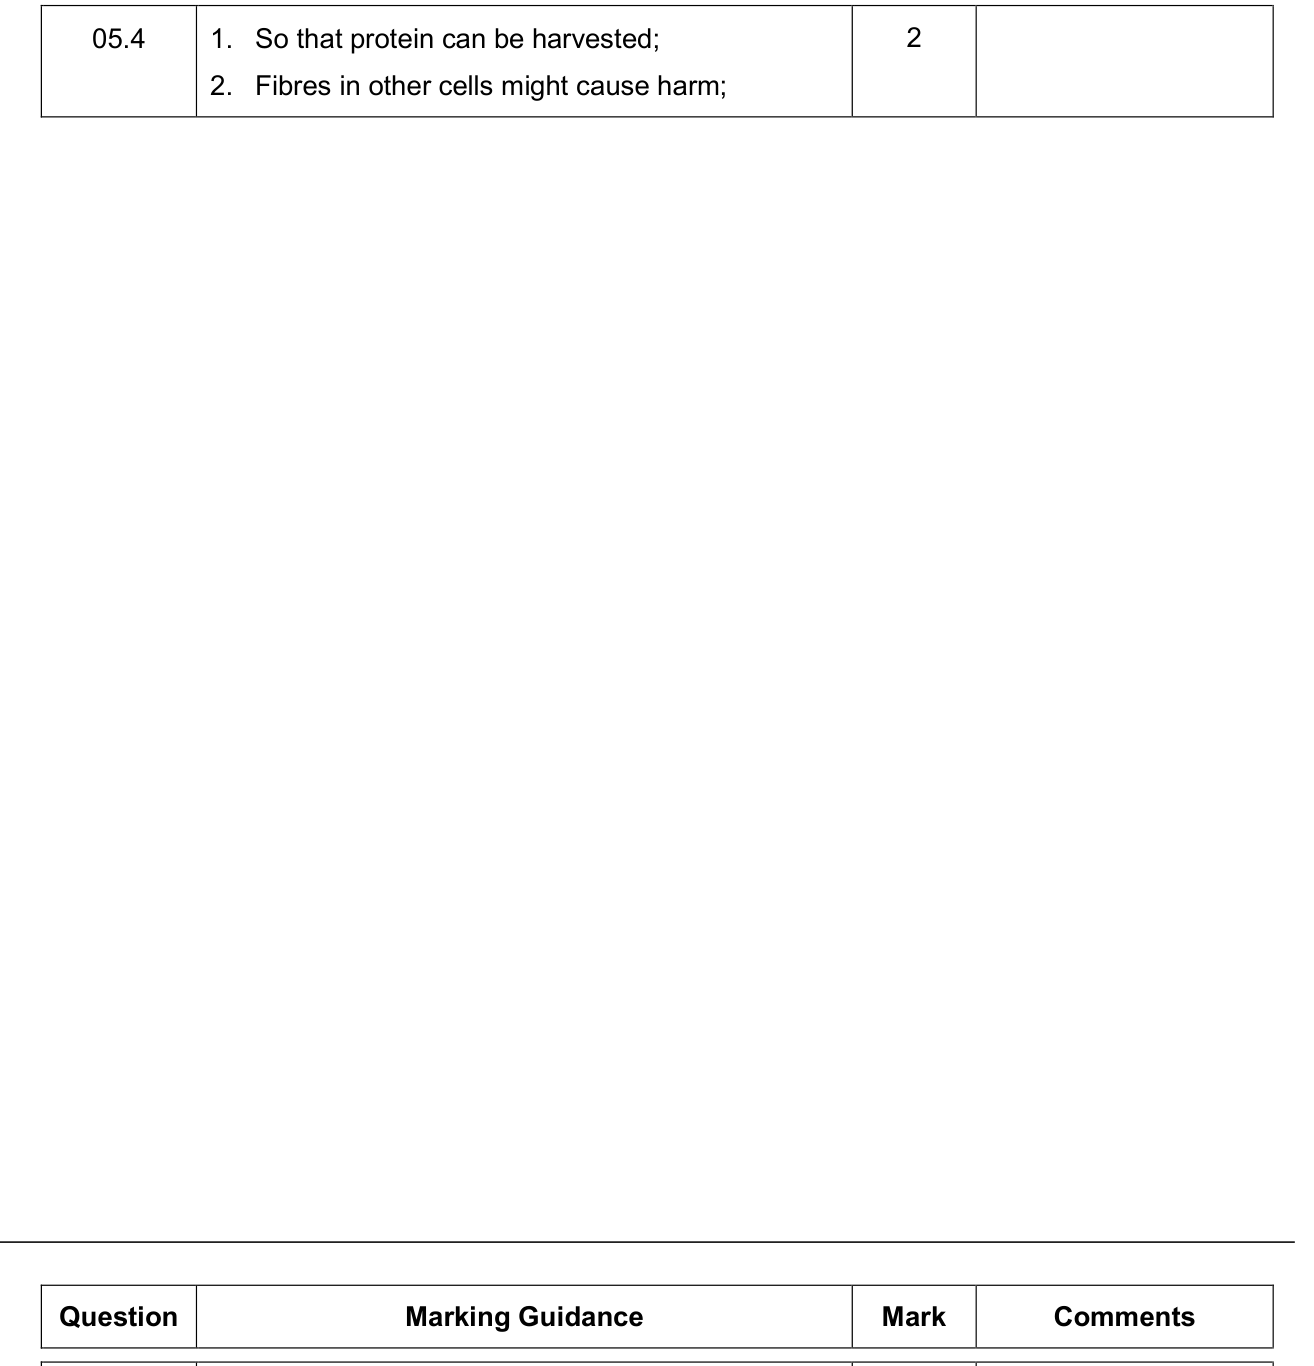 05.4 1. So that protein can be harvested; 2
2. Fibres in other cells might cause harm;
Question Marking Guidance Mark Comments